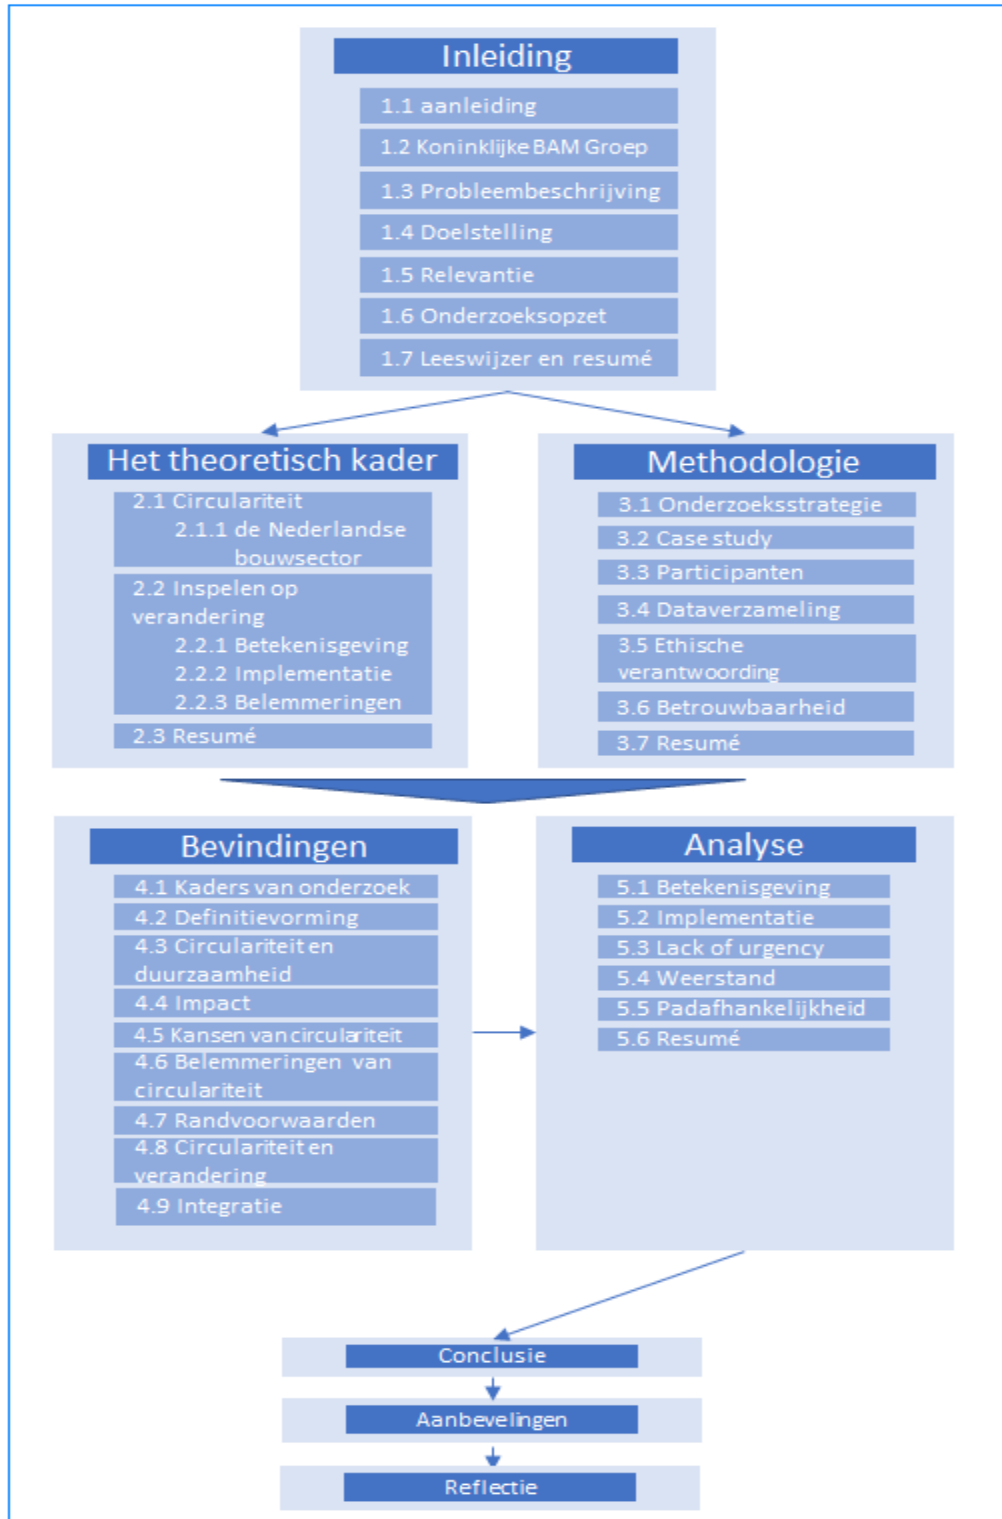 Inleiding
1.1 aanleiding
1.2 Koninklijke BAM Groep
1.3 Probleembeschrijving
1.4 Doelstelling
1.5 Relevantie
1.6 Onderzoeksopzet
1.7 Leeswijzer en resumé
Het theoretisch kader
2.1 Circulariteit
2.1.1 de Nederlandse
bouwsector
2.2 Inspelen op
verandering
2.2.1 Betekenisgeving
2.2.2 Implementatie
2.2.3 Belemmeringen
2.3 Resumé
Methodologie
3.1 Onderzoeksstrategie
3.2 Case study
3.3 Participanten
3.4 Dataverzameling
3.5 Ethische
verantwoording
3.6 Betrouwbaarheid
3.7 Resumé
Bevindingen
4.1 Kaders van onderzoek
4.2 Definitievorming
4.3 Circulariteit en
duurzaamheid
4.4 Impact
4.5 Kansen van circulariteit
4.6 Belemmeringen van
circulariteit
4.7 Randvoorwaarden
4.8 Circulariteit en
verandering
4.9 Integratie
Analyse
5.1 Betekenisgeving
5.2 Implementatie
5.3 Lack of urgency
5.4 Weerstand
5.5 Padafhankelijkheid
5.6 Resumé
Conclusie
Aanbevelingen
Reflectie